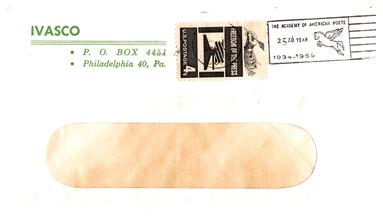 IVASCO
• P. O. BOX 4451
• Philadelphia 40, Pa.
FREEDOM OF THE PRESS
U.S. POSTAGE 4¢
THE ACADEMY OF AMERICAN POETS
25th YEAR
1934-1959